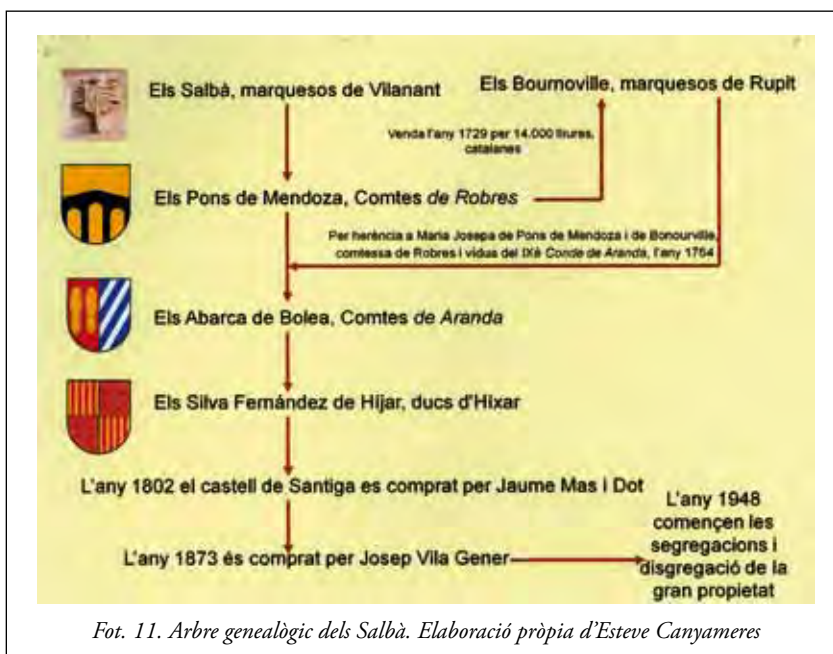 Els Salbà, marquesos de Vilanant
Els Bournoville, marquesos de Rupit
Venda l'any 1729 per 14.000 lliures,
catalanes
Els Pons de Mendoza, Comtes de Robres
Per herència a Maria Josepa de Pons de Mendoza i de Bonourville,
comtessa de Robres i vidua del IXè Conde de Aranda, l'any 1764
Els Abarca de Bolea, Comtes de Aranda
Els Silva Fernández de Híjar, ducs d'Híxar
L'any 1802 el castell de Santiga es comprat per Jaume Mas i Dot
L'any 1873 és comprat per Josep Vila Gener
L'any 1948
començen les
segregacions i
disgregació de la
gran propietat
Fot. 11. Arbre genealògic dels Salbà. Elaboració pròpia d'Esteve Canyameres